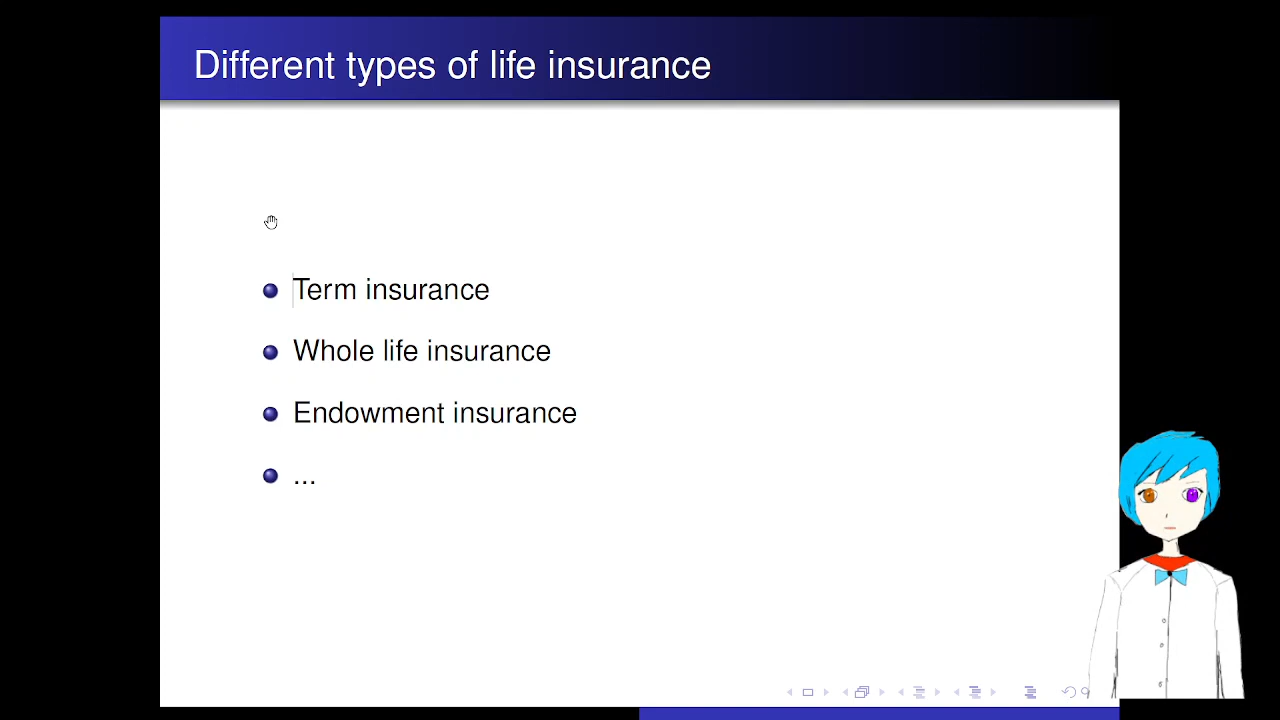 Different types of life insurance
Term insurance
Whole life insurance
Endowment insurance
...